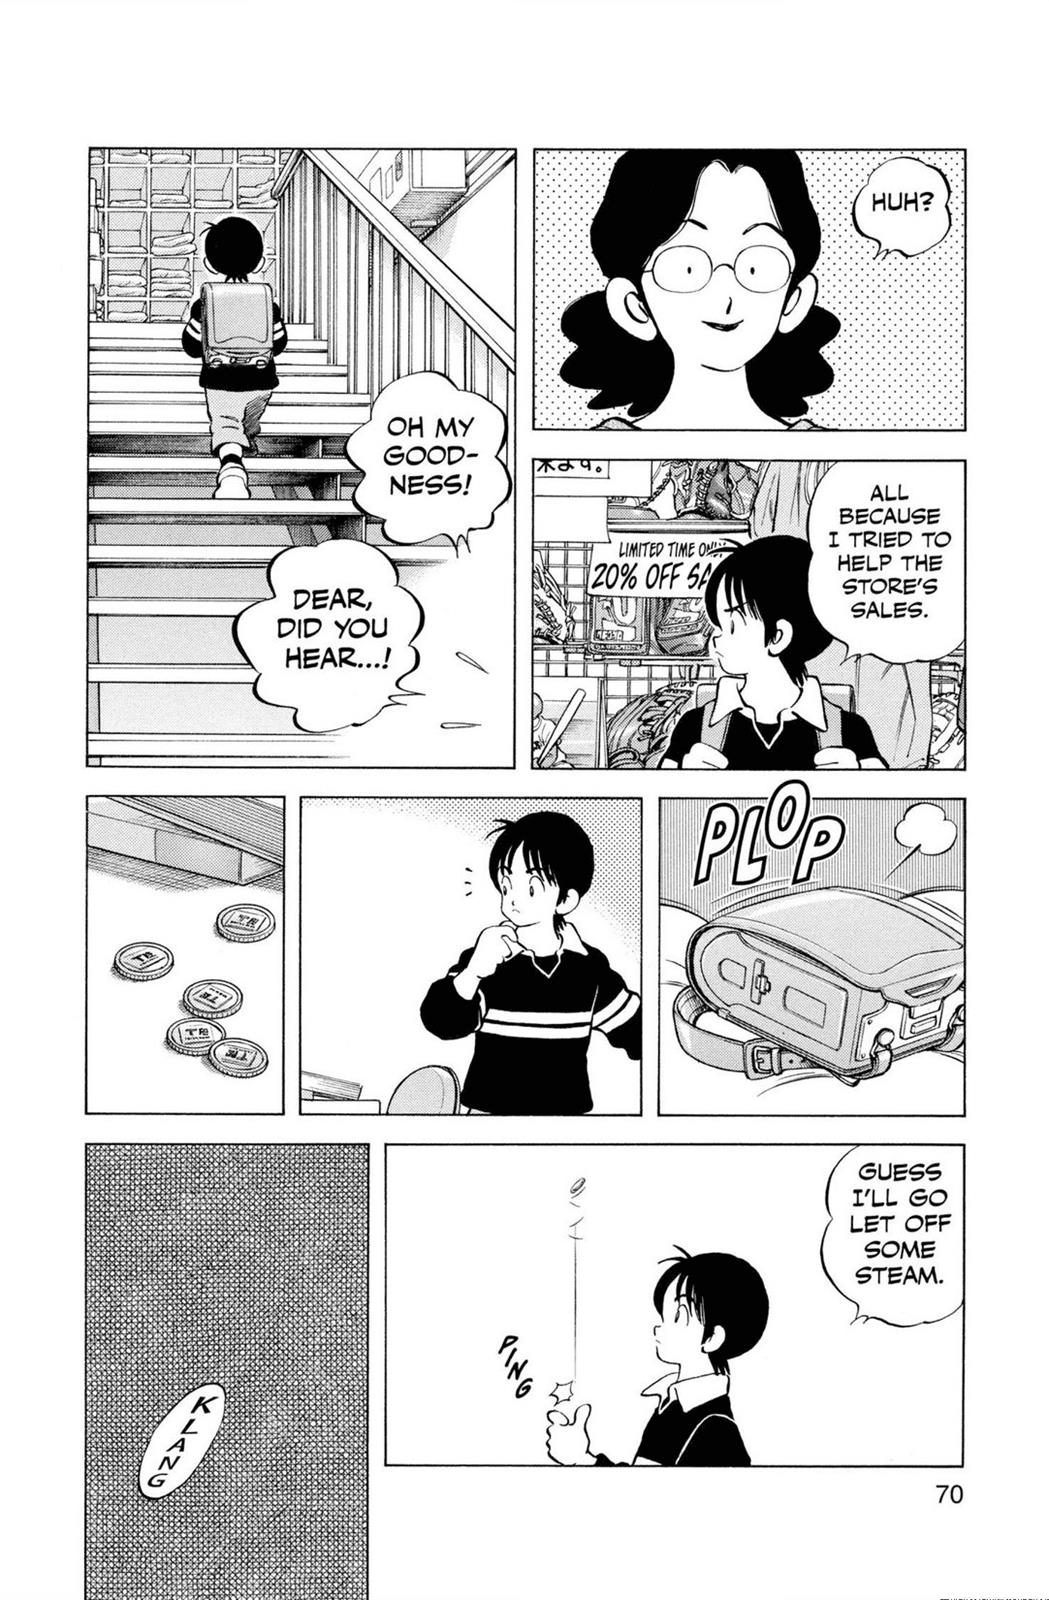 HUH?
OH MY
GOOD-
NESS!
DEAR,
DID YOU
HEAR...!
ALL
BECAUSE
I TRIED TO
HELP THE
STORE'S
SALES.
LIMITED TIME ONLY
20% OFF SA
PLOP
GUESS
I'LL GO
LET OFF
SOME
STEAM.
PING
KLANG
70